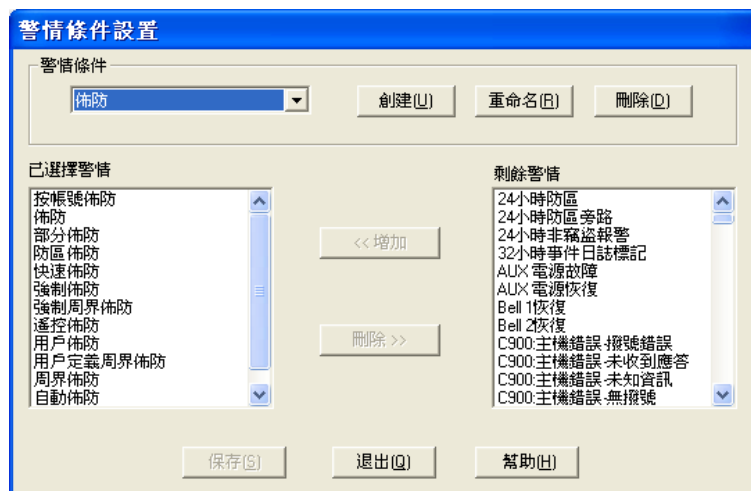 警情條件設置
警情條件
佈防
創建(U)
重命名(R)
刪除(D)
已選擇警情
按帳號佈防
佈防
部分佈防
防區佈防
快速佈防
強制佈防
強制周界佈防
遙控佈防
用戶佈防
用戶定義周界佈防
周界佈防
自動佈防
<< 增加
刪除 >>
剩餘警情
24小時防區
24小時防區旁路
24小時非竊盜報警
32小時事件日誌標記
AUX 電源故障
AUX 電源恢復
Bell 1恢復
Bell 2恢復
C900:主機錯誤-撥號錯誤
C900:主機錯誤-未收到應答
C900:主機錯誤-未知資訊
C900:主機錯誤-無撥號
保存(S)
退出(Q)
幫助(H)